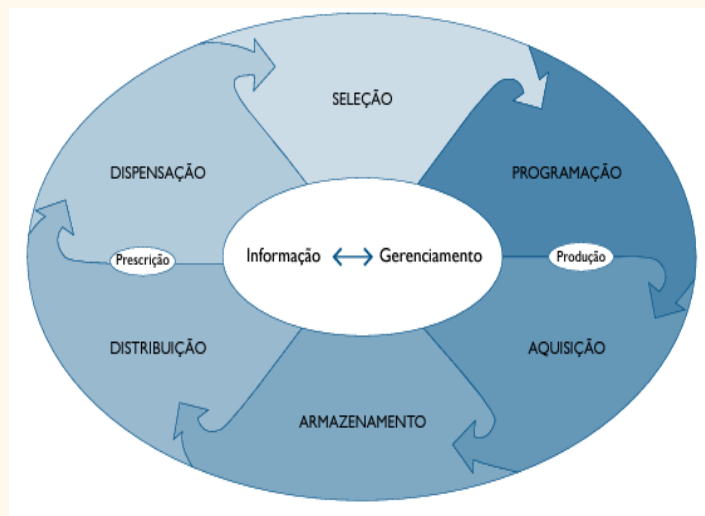 SELEÇÃO
DISPENSAÇÃO
PROGRAMAÇÃO
Informação
Gerenciamento
Prescrição
Produção
DISTRIBUIÇÃO
AQUISIÇÃO
ARMAZENAMENTO